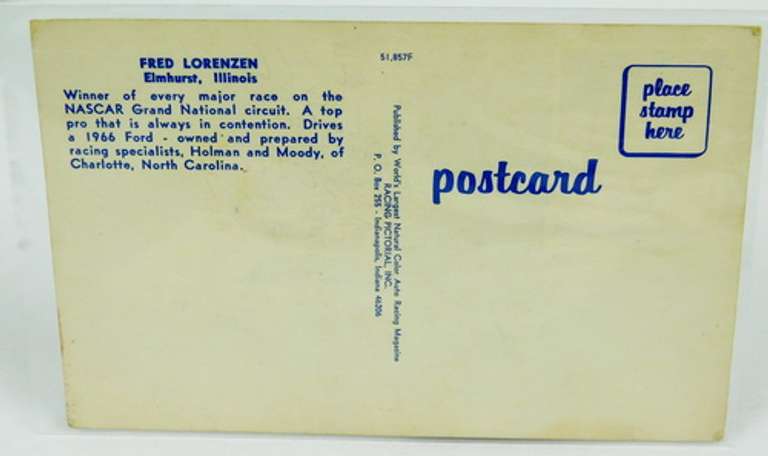 FRED LORENZEN
Elmhurst, Illinois
Winner of every major race on the
NASCAR Grand National circuit. A top
pro that is always in contention. Drives
a 1966 Ford - owned and prepared by
racing specialists, Holman and Moody, of
Charlotte, North Carolina.
51,857F
Published by World's Largest Natural Color Auto Racing Magazine
RACING PICTORIAL, INC.
P. O. Box 255 - Indianapolis, Indiana 46206
postcard
place
stamp
here